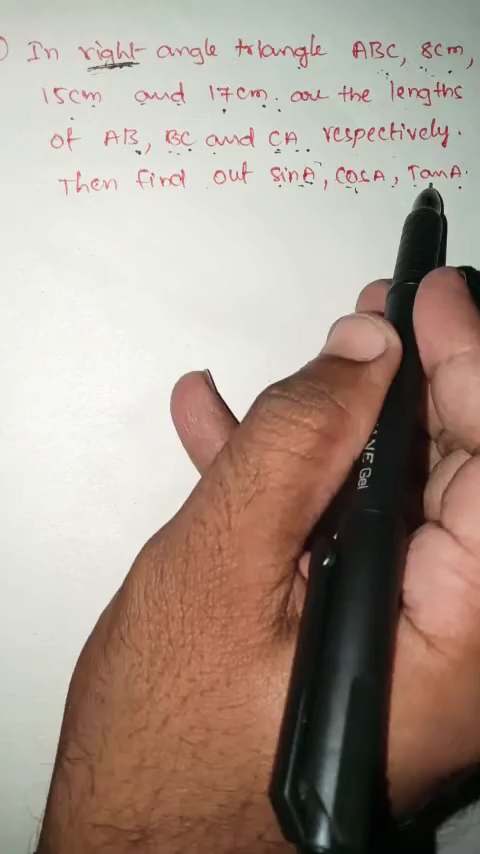 ) In right angle triangle ABC, 8cm,
15cm and 17cm. are the lengths
of AB, BC and CA respectively.
Then find out sinA, cosA, TanA.
Gel